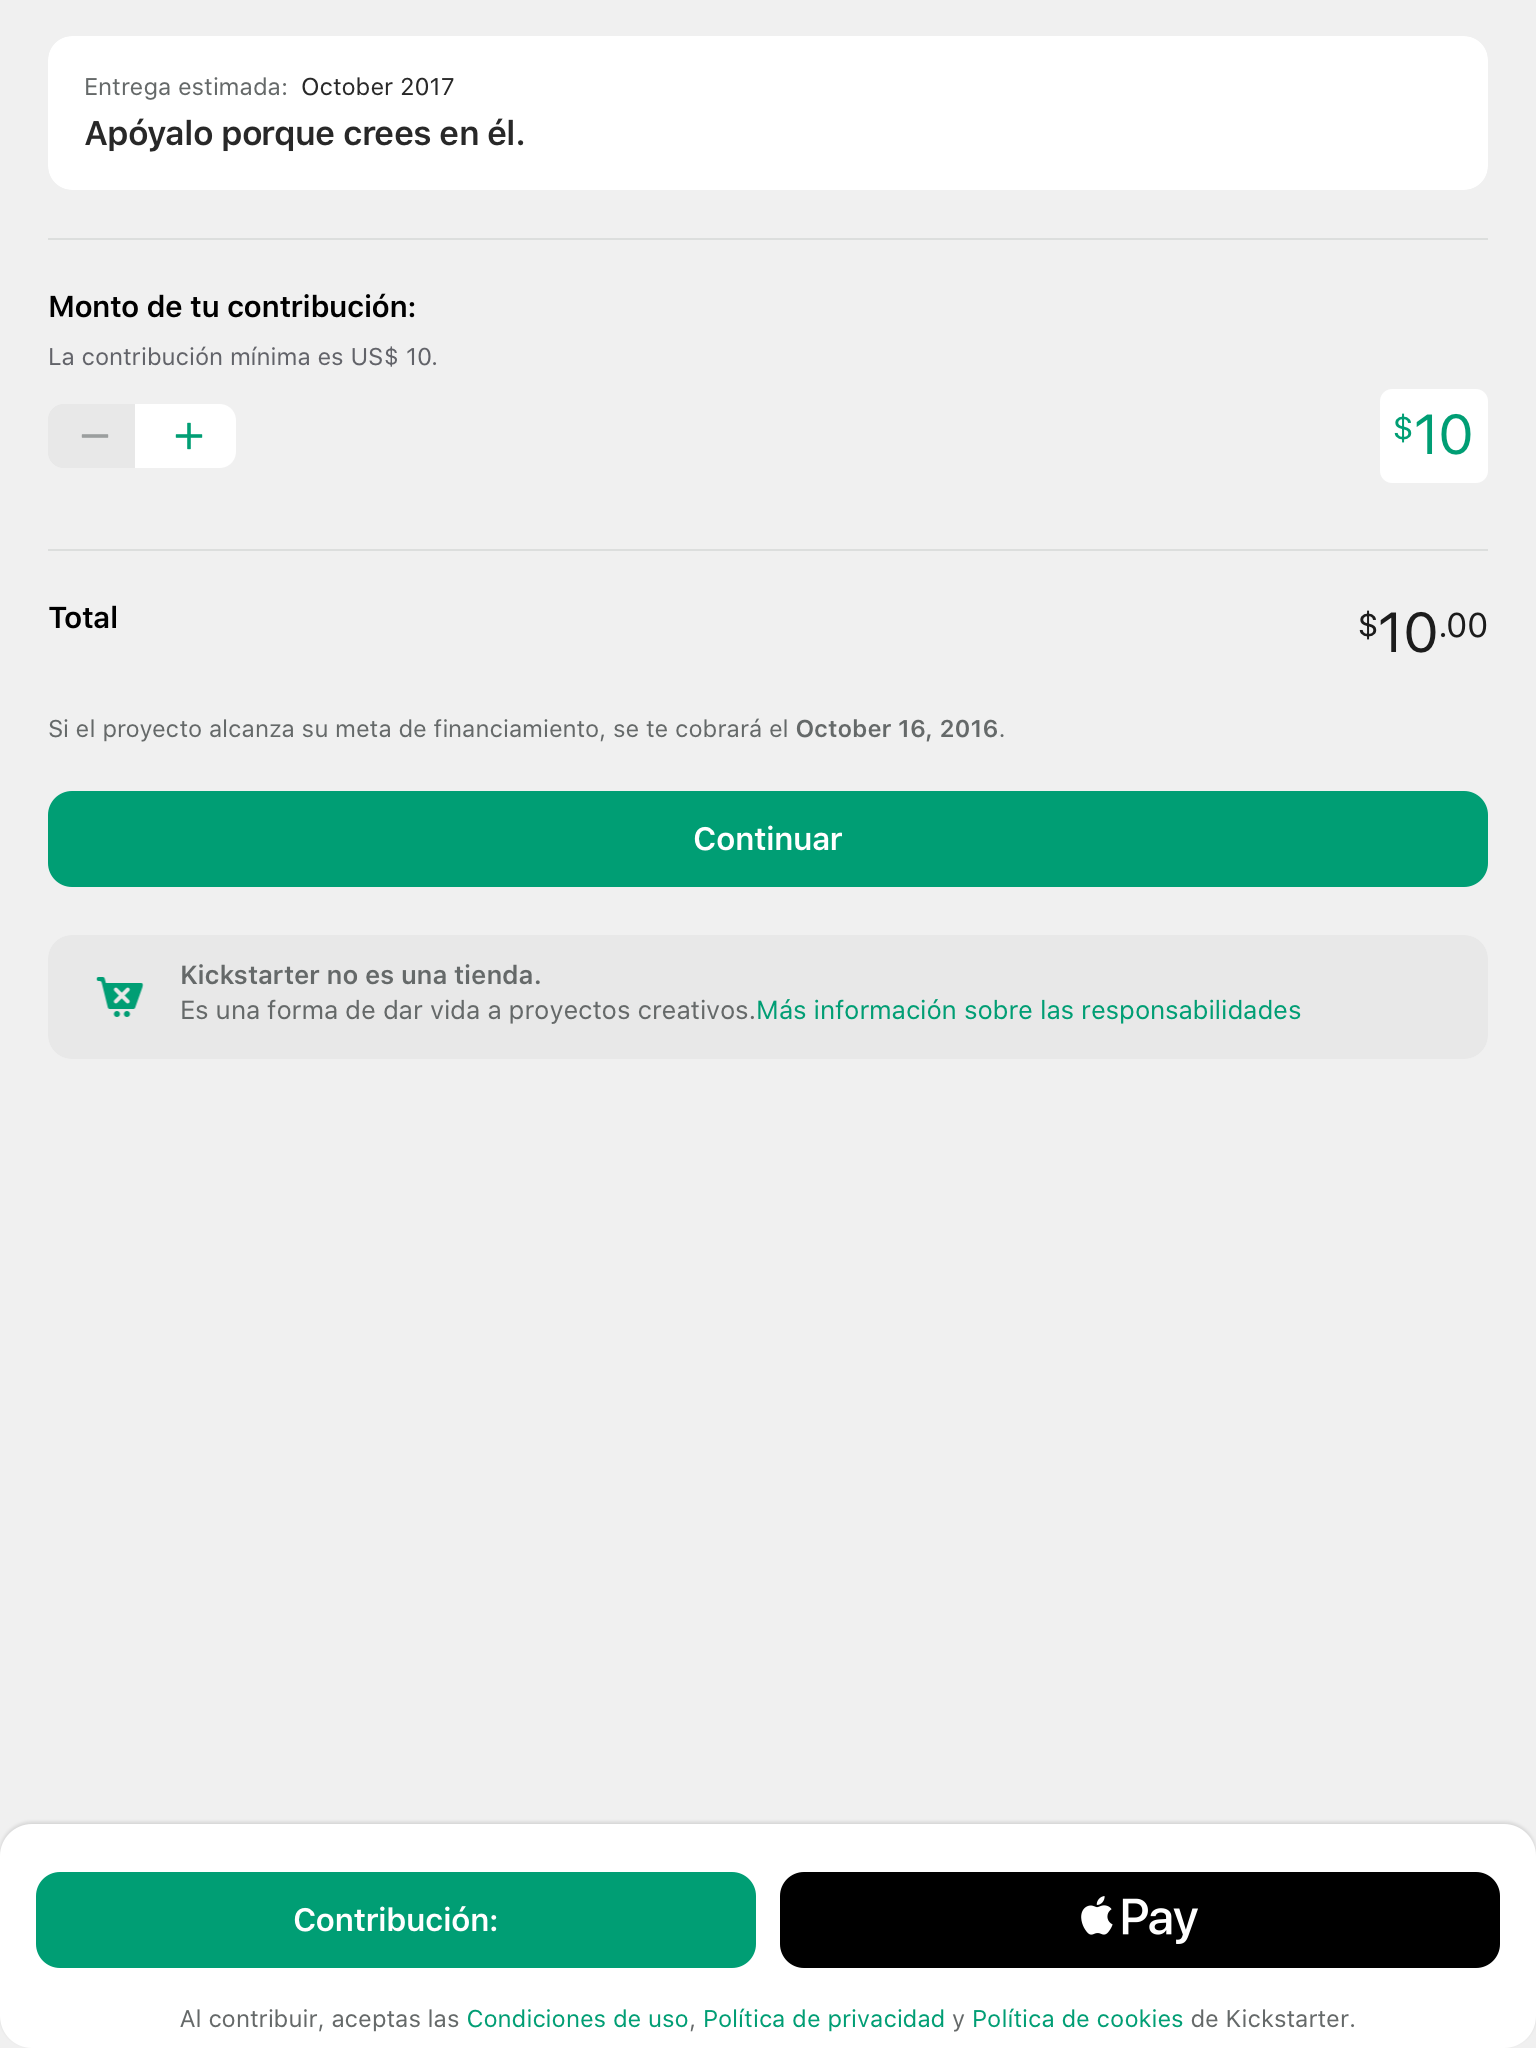 Entrega estimada: October 2017
Apóyalo porque crees en él.
Monto de tu contribución:
La contribución mínima es US$ 10.
$10
Total
$10.00
Si el proyecto alcanza su meta de financiamiento, se te cobrará el October 16, 2016.
Continuar
Kickstarter no es una tienda.
Es una forma de dar vida a proyectos creativos.Más información sobre las responsabilidades
Contribución:
Pay
Al contribuir, aceptas las Condiciones de uso, Política de privacidad y Política de cookies de Kickstarter.